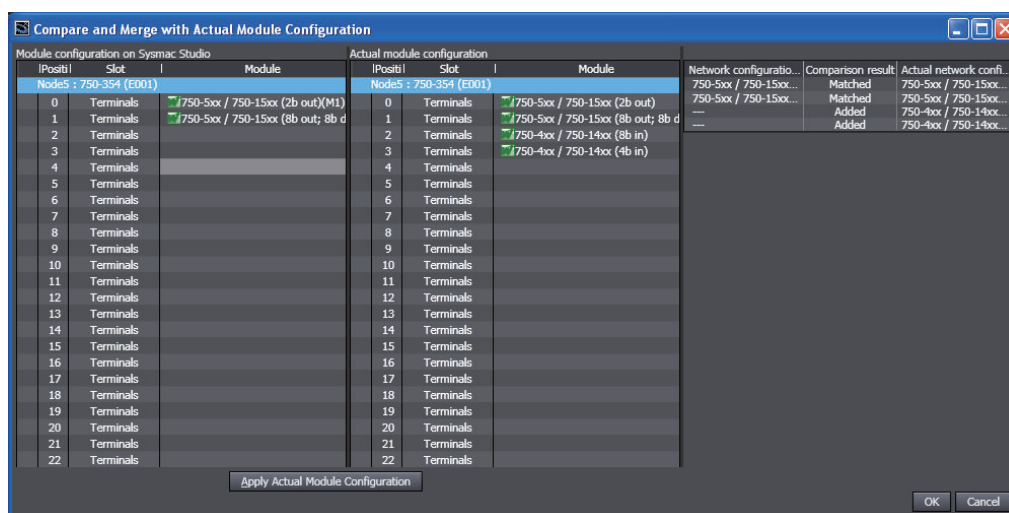 Compare and Merge with Actual Module Configuration
Module configuration on Sysmac Studio Actual module configuration
Positi Slot Module Positi Slot Module Network configuratio... Comparison result Actual network confi...
Node5 : 750-354 (E001) Node5 : 750-354 (E001) 750-5xx / 750-15xx... Matched 750-5xx / 750-15xx...
0 Terminals 750-5xx / 750-15xx (2b out)(M1) 0 Terminals 750-5xx / 750-15xx (2b out) 750-5xx / 750-15xx... Matched 750-5xx / 750-15xx...
1 Terminals 750-5xx / 750-15xx (8b out; 8b d 1 Terminals 750-5xx / 750-15xx (8b out; 8b d --- Added 750-4xx / 750-14xx...
2 Terminals 2 Terminals 750-4xx / 750-14xx (8b in) --- Added 750-4xx / 750-14xx...
3 Terminals 3 Terminals 750-4xx / 750-14xx (4b in)
4 Terminals 4 Terminals
5 Terminals 5 Terminals
6 Terminals 6 Terminals
7 Terminals 7 Terminals
8 Terminals 8 Terminals
9 Terminals 9 Terminals
10 Terminals 10 Terminals
11 Terminals 11 Terminals
12 Terminals 12 Terminals
13 Terminals 13 Terminals
14 Terminals 14 Terminals
15 Terminals 15 Terminals
16 Terminals 16 Terminals
17 Terminals 17 Terminals
18 Terminals 18 Terminals
19 Terminals 19 Terminals
20 Terminals 20 Terminals
21 Terminals 21 Terminals
22 Terminals 22 Terminals
Apply Actual Module Configuration
OK Cancel